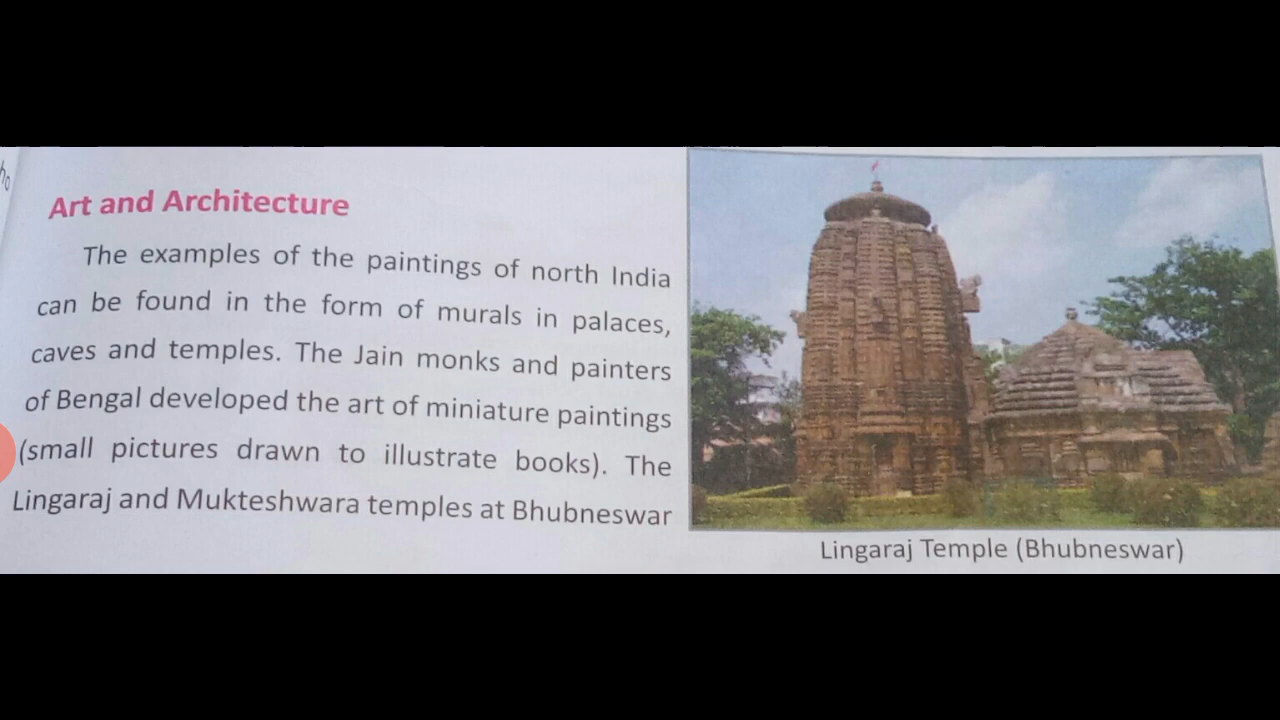 Art and Architecture
The examples of the paintings of north India
can be found in the form of murals in palaces,
caves and temples. The Jain monks and painters
of Bengal developed the art of miniature paintings
(small pictures drawn to illustrate books). The
Lingaraj and Mukteshwara temples at Bhubneswar
Lingaraj Temple (Bhubneswar)